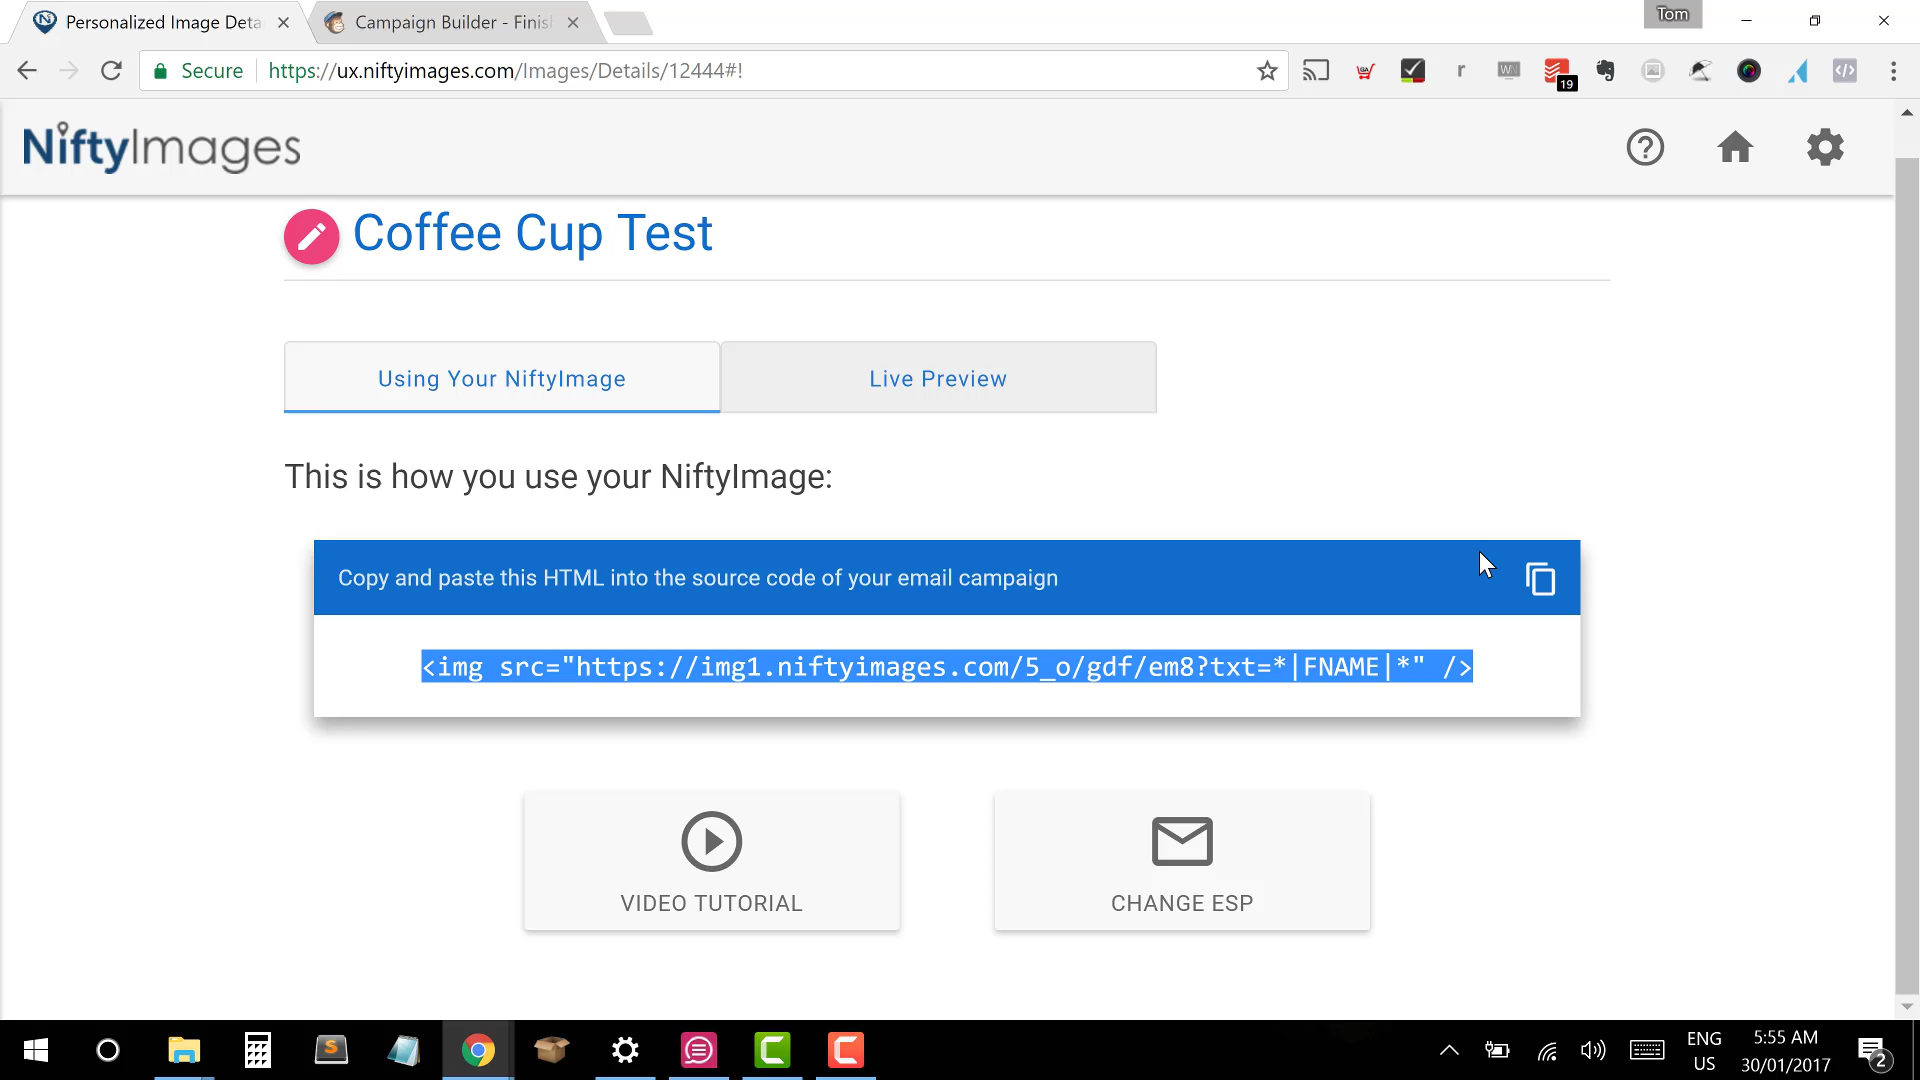 Personalized Image Deta
Campaign Builder - Finis
Tom
Secure
https://ux.niftyimages.com/Images/Details/12444#!
19
NiftyImages
Coffee Cup Test
Using Your NiftyImage
Live Preview
This is how you use your NiftyImage:
Copy and paste this HTML into the source code of your email campaign
<img src="https://img1.niftyimages.com/5_o/gdf/em8?txt=*|FNAME|*" />
VIDEO TUTORIAL
CHANGE ESP
ENG
US
5:55 AM
30/01/2017
2